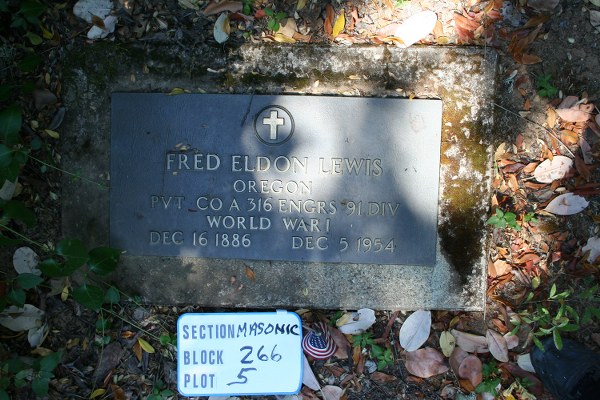 FRED ELDON LEWIS
OREGON
PVT CO A 316 ENGRS 91 DIV
WORLD WAR I
DEC 16 1886 DEC 5 1954
SECTION MASONIC
BLOCK 266
PLOT 5